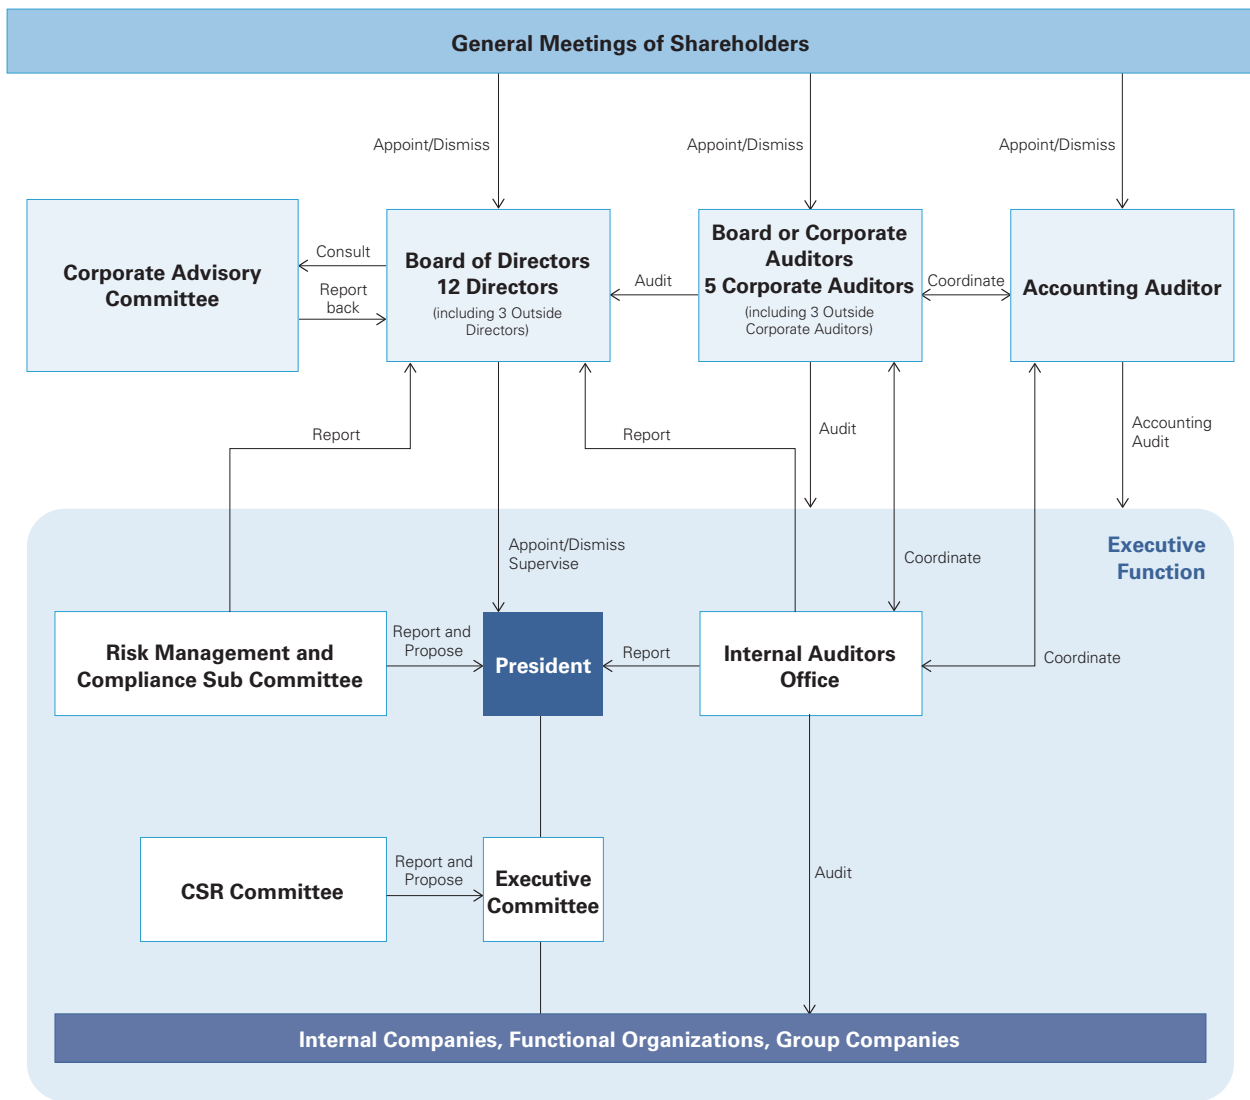 General Meetings of Shareholders
Appoint/Dismiss
Appoint/Dismiss
Appoint/Dismiss
Corporate Advisory
Committee
Consult
Report
back
Board of Directors
12 Directors
(including 3 Outside
Directors)
Audit
Board or Corporate
Auditors
5 Corporate Auditors
(including 3 Outside
Corporate Auditors)
Coordinate
Accounting Auditor
Report
Report
Audit
Accounting
Audit
Executive
Function
Appoint/Dismiss
Supervise
Coordinate
Risk Management and
Compliance Sub Committee
Report and
Propose
President
Report
Internal Auditors
Office
Coordinate
CSR Committee
Report and
Propose
Executive
Committee
Audit
Internal Companies, Functional Organizations, Group Companies